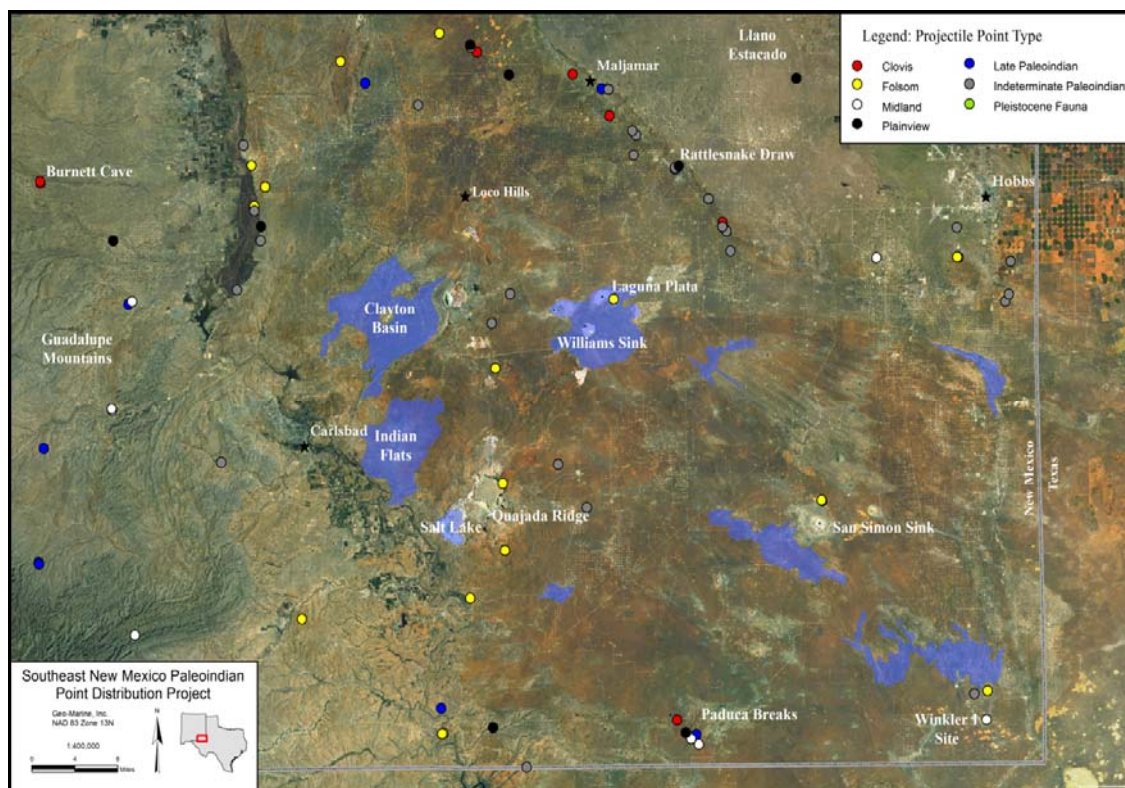 Llano
Estacado
Maljamar
Legend: Projectile Point Type
Clovis
Late Paleoindian
Folsom
Indeterminate Paleoindian
Midland
Pleistocene Fauna
Plainview
Burnett Cave
Rattlesnake Draw
Loco Hills
Hobbs
Laguna Plata
Clayton
Basin
Williams Sink
Guadalupe
Mountains
Carlsbad
Indian
Flats
New Mexico
Texas
Salt Lake
Quajada Ridge
San Simon Sink
Paduca Breaks
Winkler 1
Site
Southeast New Mexico Paleoindian
Point Distribution Project
Geo-Marine, Inc.
NAD 83 Zone 13N
N
1:400,000
0 4 8
Miles